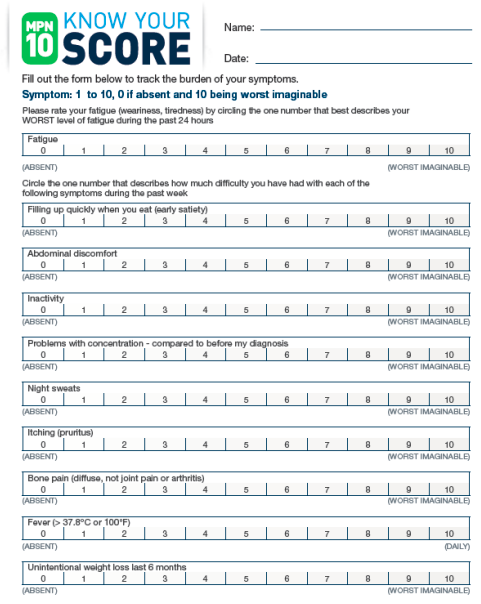 MPN
10
KNOW YOUR
SCORE
Name:
Date:
Fill out the form below to track the burden of your symptoms.
Symptom: 1 to 10, 0 if absent and 10 being worst imaginable
Please rate your fatigue (weariness, tiredness) by circling the one number that best describes your
WORST level of fatigue during the past 24 hours
Fatigue
0 1 2 3 4 5 6 7 8 9 10
(ABSENT) (WORST IMAGINABLE)
Circle the one number that describes how much difficulty you have had with each of the
following symptoms during the past week
Filling up quickly when you eat (early satiety)
0 1 2 3 4 5 6 7 8 9 10
(ABSENT) (WORST IMAGINABLE)
Abdominal discomfort
0 1 2 3 4 5 6 7 8 9 10
(ABSENT) (WORST IMAGINABLE)
Inactivity
0 1 2 3 4 5 6 7 8 9 10
(ABSENT) (WORST IMAGINABLE)
Problems with concentration - compared to before my diagnosis
0 1 2 3 4 5 6 7 8 9 10
(ABSENT) (WORST IMAGINABLE)
Night sweats
0 1 2 3 4 5 6 7 8 9 10
(ABSENT) (WORST IMAGINABLE)
Itching (pruritus)
0 1 2 3 4 5 6 7 8 9 10
(ABSENT) (WORST IMAGINABLE)
Bone pain (diffuse, not joint pain or arthritis)
0 1 2 3 4 5 6 7 8 9 10
(ABSENT) (WORST IMAGINABLE)
Fever (> 37.8°C or 100°F)
0 1 2 3 4 5 6 7 8 9 10
(ABSENT) (DAILY)
Unintentional weight loss last 6 months
0 1 2 3 4 5 6 7 8 9 10
(ABSENT) (WORST IMAGINABLE)